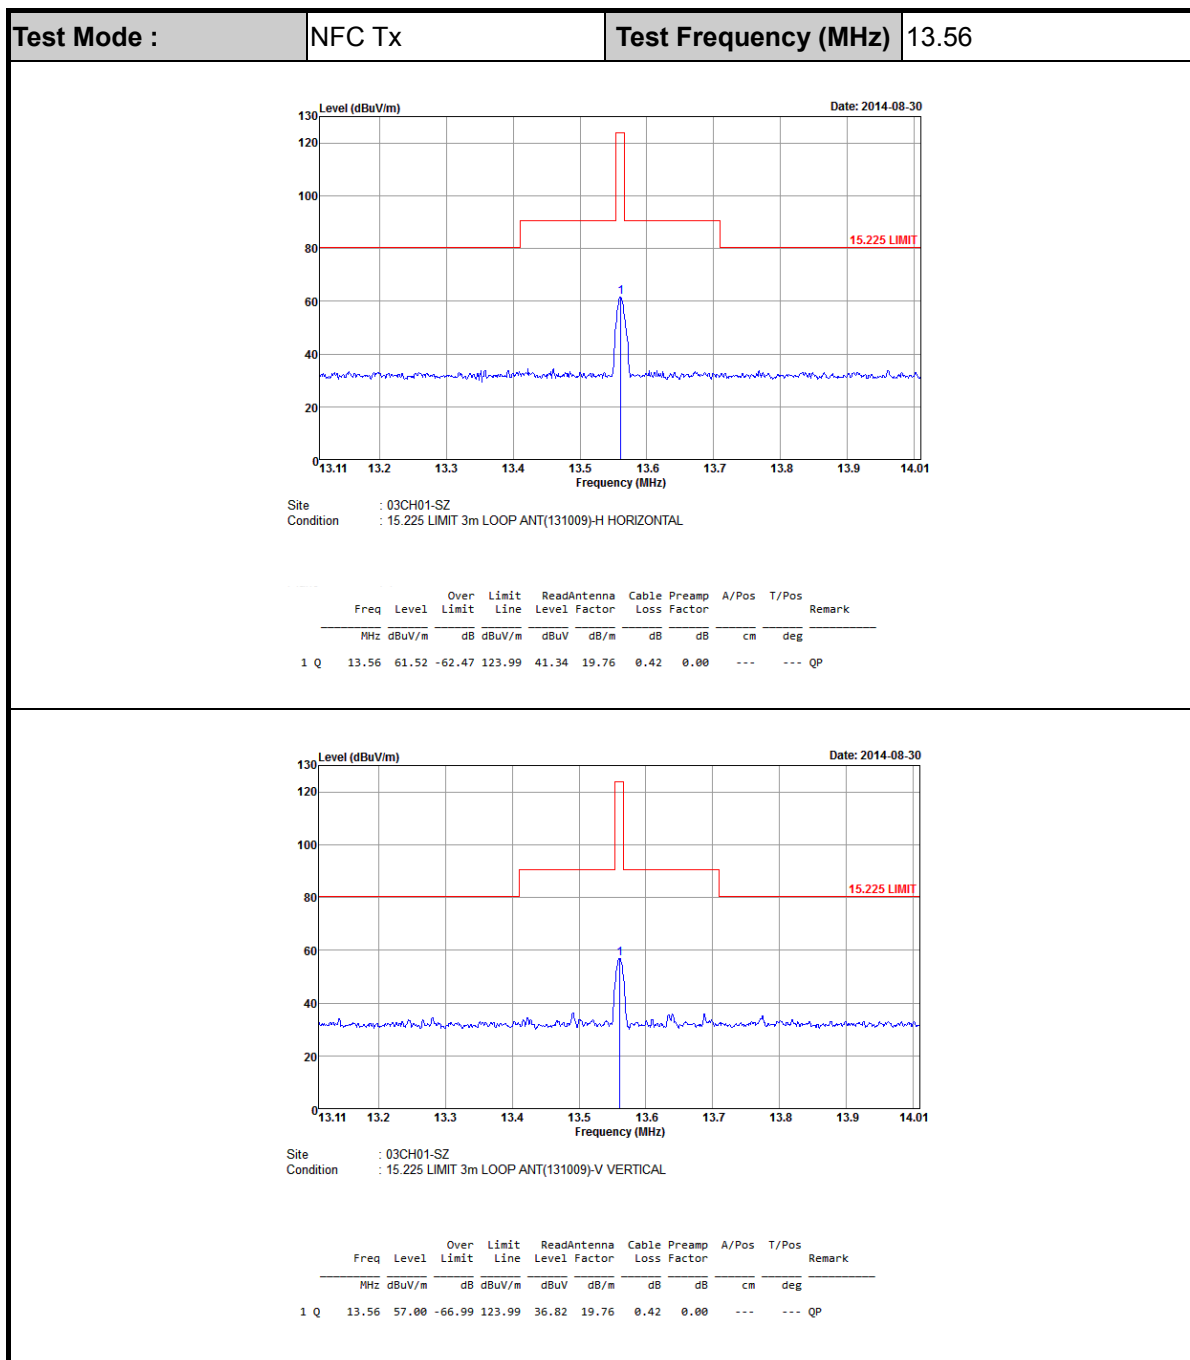 Test Mode : NFC Tx Test Frequency (MHz) 13.56
Level (dBuV/m) Date: 2014-08-30
130
120
100
15.225 LIMIT
80
1
60
40
20
0
13.11 13.2 13.3 13.4 13.5 13.6 13.7 13.8 13.9 14.01
Frequency (MHz)
Site : 03CH01-SZ
Condition : 15.225 LIMIT 3m LOOP ANT(131009)-H HORIZONTAL
Over Limit ReadAntenna Cable Preamp A/Pos T/Pos
Freq Level Limit Line Level Factor Loss Factor Remark
MHz dBuV/m dB dBuV/m dBuV dB/m dB dB cm deg
1 Q 13.56 61.52 -62.47 123.99 41.34 19.76 0.42 0.00 --- --- QP
Level (dBuV/m) Date: 2014-08-30
130
120
100
15.225 LIMIT
80
60
1
40
20
0
13.11 13.2 13.3 13.4 13.5 13.6 13.7 13.8 13.9 14.01
Frequency (MHz)
Site : 03CH01-SZ
Condition : 15.225 LIMIT 3m LOOP ANT(131009)-V VERTICAL
Over Limit ReadAntenna Cable Preamp A/Pos T/Pos
Freq Level Limit Line Level Factor Loss Factor Remark
MHz dBuV/m dB dBuV/m dBuV dB/m dB dB cm deg
1 Q 13.56 57.00 -66.99 123.99 36.82 19.76 0.42 0.00 --- --- QP